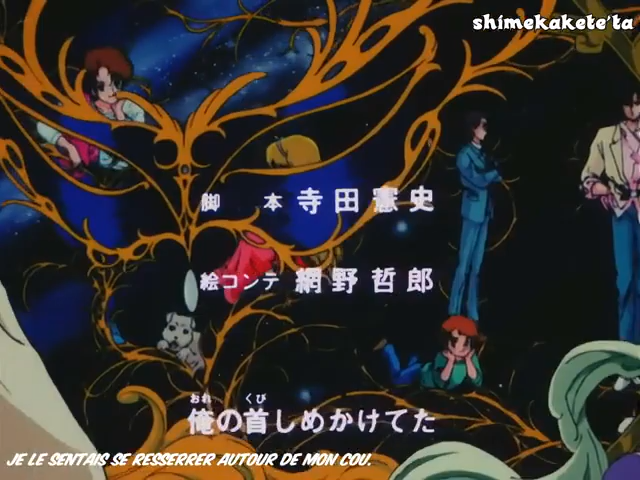 shimekakete'ta
脚 本 寺田憲史
絵コンテ 網野哲郎
おれ くび
俺の首しめかけてた
JE LE SENTAIS SE RESSERRER AUTOUR DE MON COU.